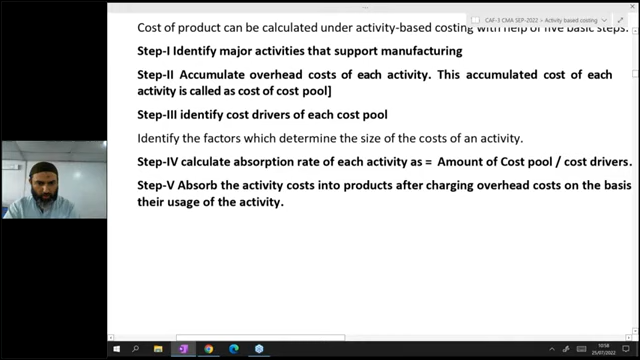 CAF-3 CMA SEP-2022 > Activity based costing
Cost of product can be calculated under activity-based costing with help of five basic steps.
Step-I Identify major activities that support manufacturing
Step-II Accumulate overhead costs of each activity. This accumulated cost of each
activity is called as cost of cost pool]
Step-III identify cost drivers of each cost pool
Identify the factors which determine the size of the costs of an activity.
Step-IV calculate absorption rate of each activity as = Amount of Cost pool / cost drivers.
Step-V Absorb the activity costs into products after charging overhead costs on the basis
their usage of the activity.
10:58
25/07/2022